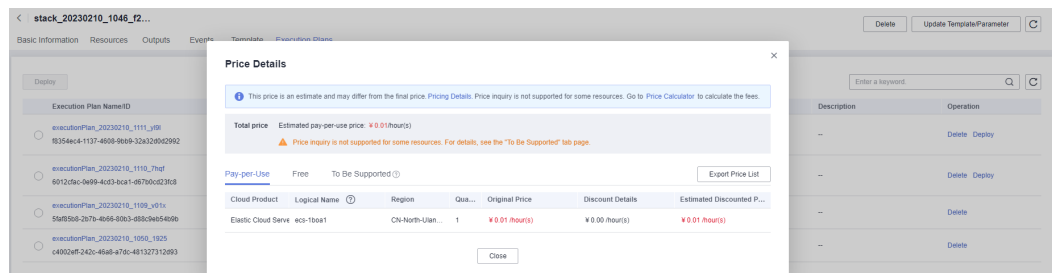 stack_20230210_1046_f2...
Delete
Update Template/Parameter
Basic Information Resources Outputs Events Template Execution Plans
Price Details
This price is an estimate and may differ from the final price. Pricing Details. Price inquiry is not supported for some resources. Go to Price Calculator to calculate the fees.
Deploy
Enter a keyword.
Execution Plan Name/ID
Description
Operation
Total price Estimated pay-per-use price: ¥ 0.01/hour(s)
Price inquiry is not supported for some resources. For details, see the "To Be Supported" tab page.
executionPlan_20230210_1111_yl9l
f8354ec4-1137-4608-9bb9-32a32d0d2992
-- Delete Deploy
Pay-per-Use Free To Be Supported
Export Price List
executionPlan_20230210_1110_7hqf
6012cfac-0e99-4cd3-bca1-d67b0cd23fc8
-- Delete Deploy
Cloud Product Logical Name Region Qua... Original Price Discount Details Estimated Discounted P...
Elastic Cloud Serve ecs-1boa1 CN-North-Ulan... 1 ¥ 0.01 /hour(s) ¥ 0.00 /hour(s) ¥ 0.01 /hour(s)
executionPlan_20230210_1109_v01x
5faf85b8-2b7b-4b66-80b3-d88c9eb54b9b
-- Delete
executionPlan_20230210_1050_1925
c4002eff-242c-46a8-a7dc-481327312d93
-- Delete
Close